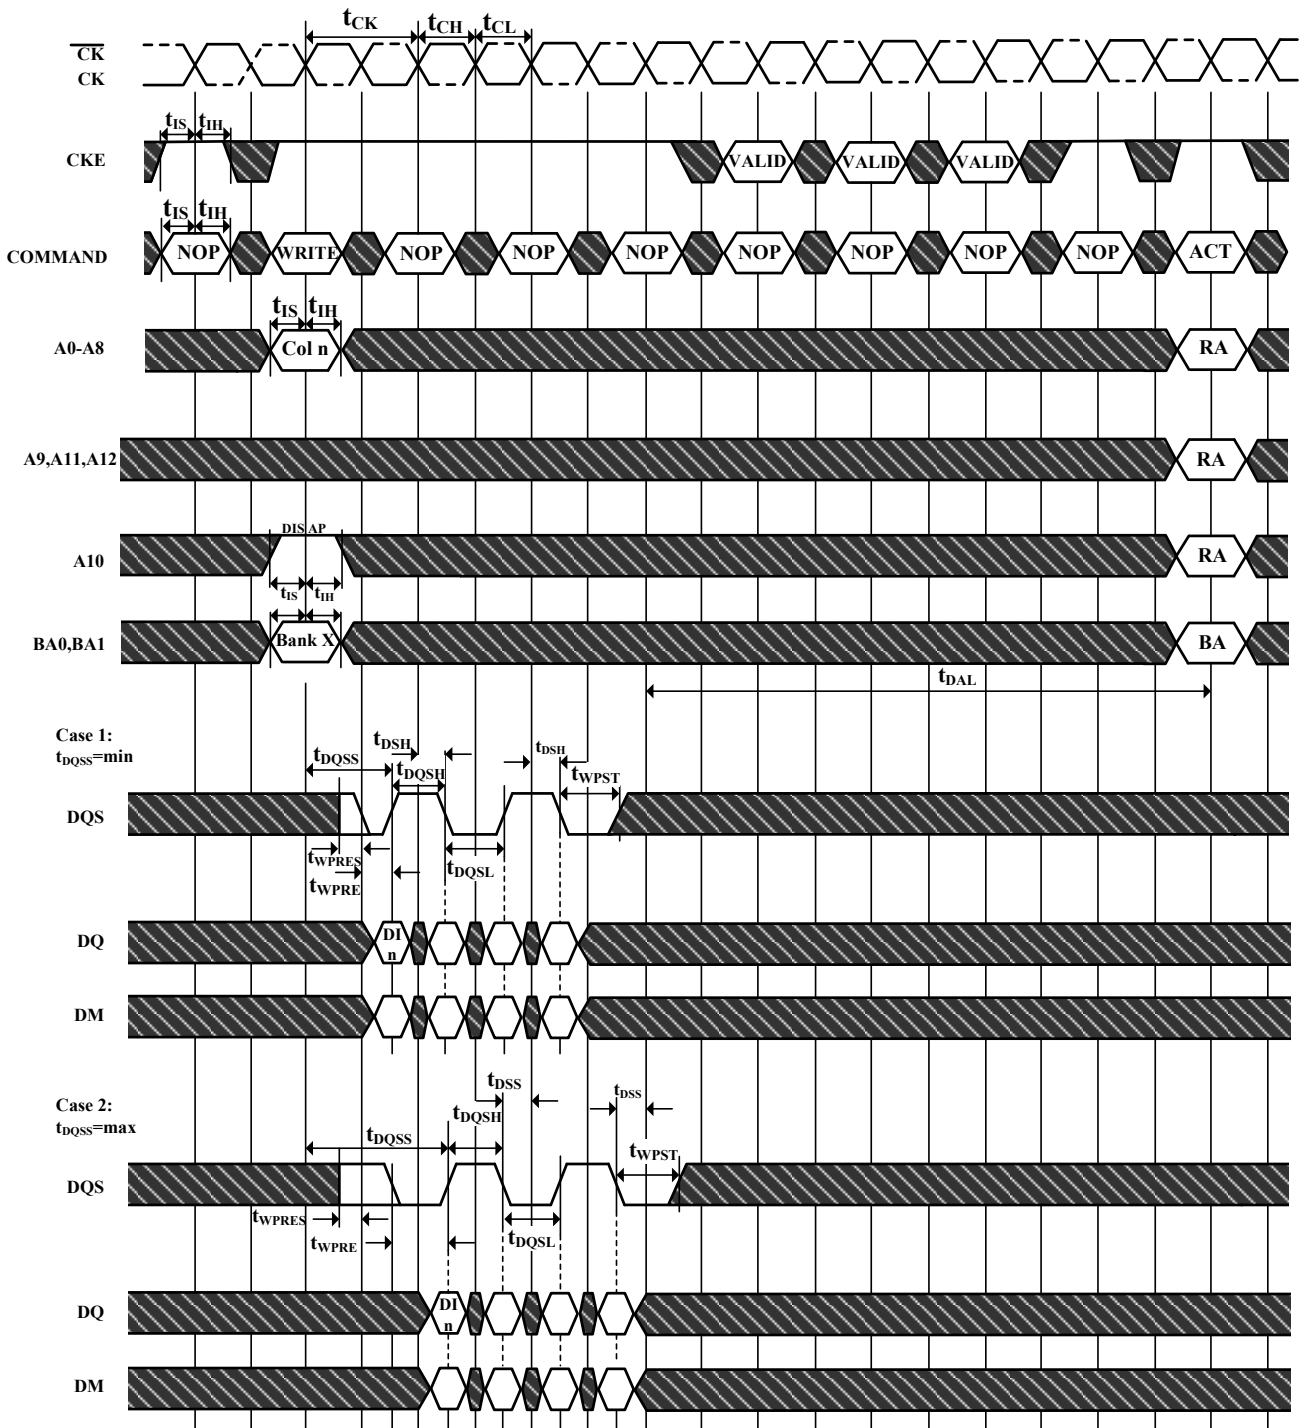 tCK tCH tCL
CK
CK
tIS tIH
CKE VALID VALID VALID
tIS tIH
COMMAND NOP WRITE NOP NOP NOP NOP NOP NOP NOP ACT
tIS tIH
A0-A8 Col n RA
A9,A11,A12 RA
DIS AP
A10 RA
tIS tIH
BA0,BA1 Bank X BA
tDAL
Case 1:
tDQSS=min
tDQSS tDSH tDQSH tDSH tWPST
DQS
tWPRES tDQSL
tWPRE
DQ DI n
DM
Case 2:
tDQSS=max
tDSS tDSS
tDQSS tDQSH tWPST
DQS
tWPRES
tWPRE tDQSL
DQ DI n
DM